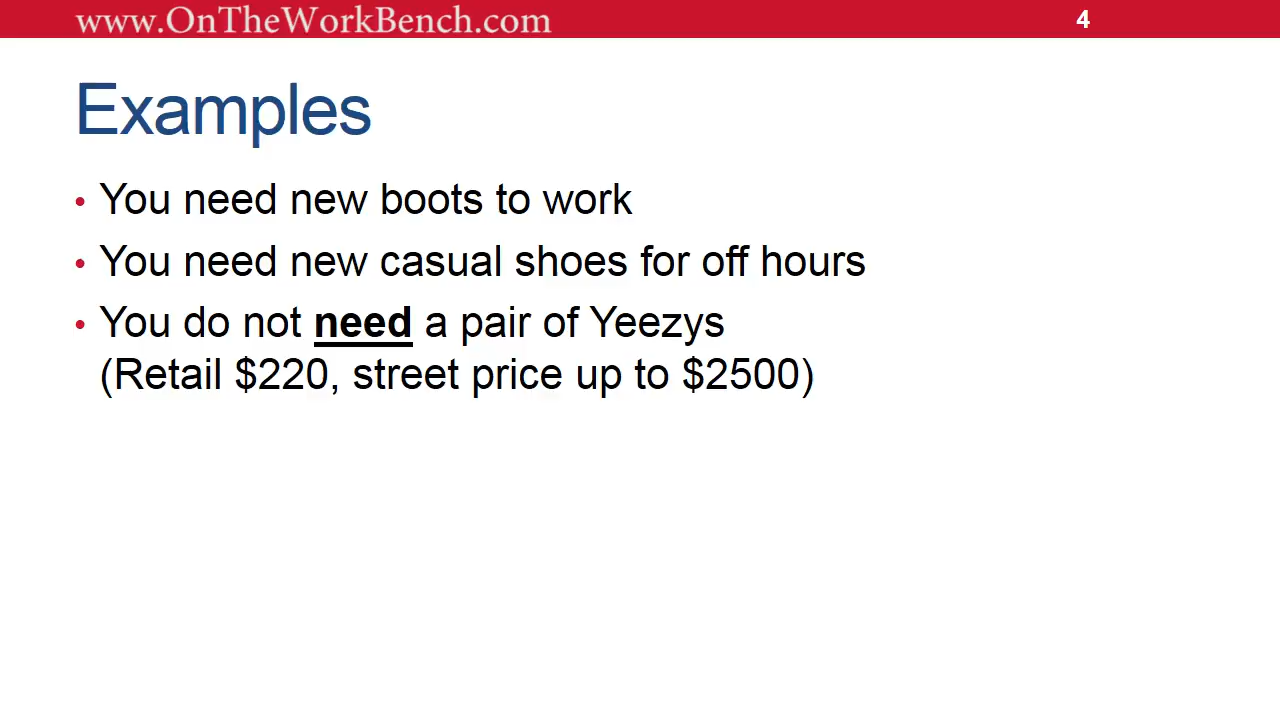 www.OnTheWorkBench.com
4
Examples
• You need new boots to work
• You need new casual shoes for off hours
• You do not need a pair of Yeezys
(Retail $220, street price up to $2500)